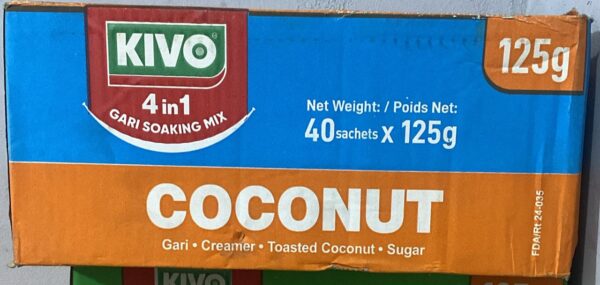 KIVO®
4 in 1
GARI SOAKING MIX
125g
Net Weight: / Poids Net:
40 sachets x 125g
COCONUT
Gari • Creamer • Toasted Coconut • Sugar
FDA/Rt 24-035
KIVO